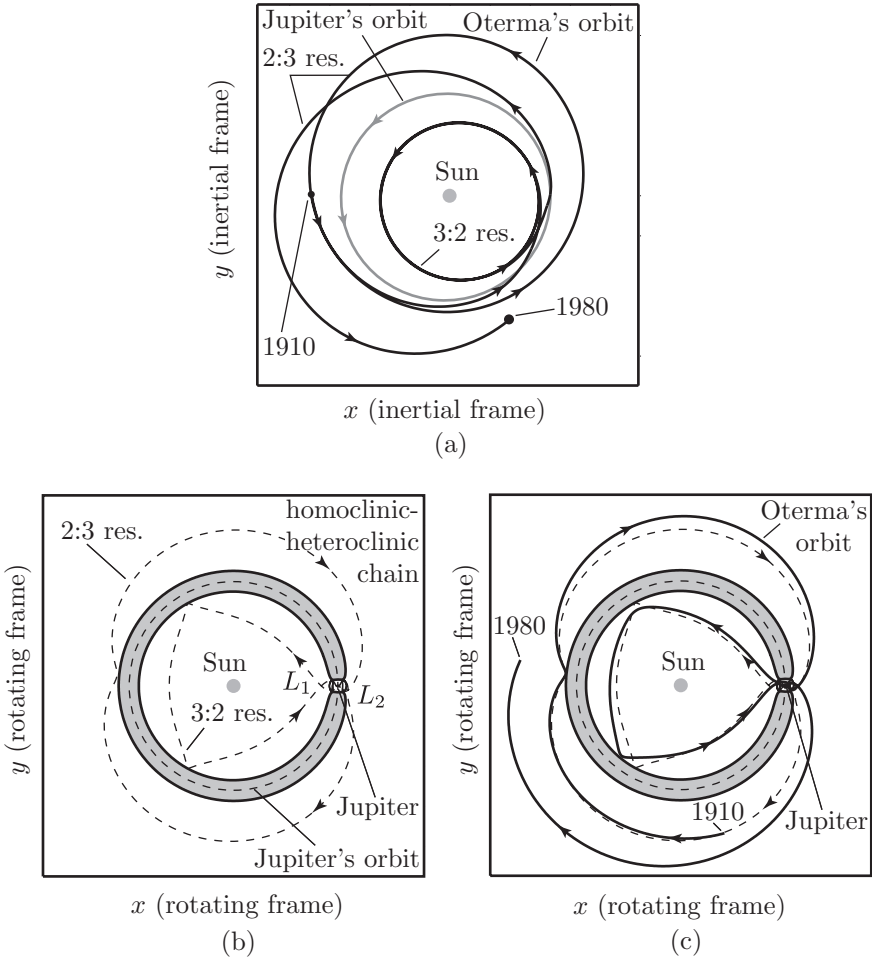 Jupiter's orbit
Oterma's orbit
2:3 res.
y (inertial frame)
Sun
3:2 res.
1980
1910
x (inertial frame)
(a)
homoclinic-
heteroclinic
chain
2:3 res.
y (rotating frame)
Sun
L1
L2
3:2 res.
Jupiter
Jupiter's orbit
x (rotating frame)
(b)
Oterma's
orbit
y (rotating frame)
1980
Sun
1910
Jupiter
x (rotating frame)
(c)